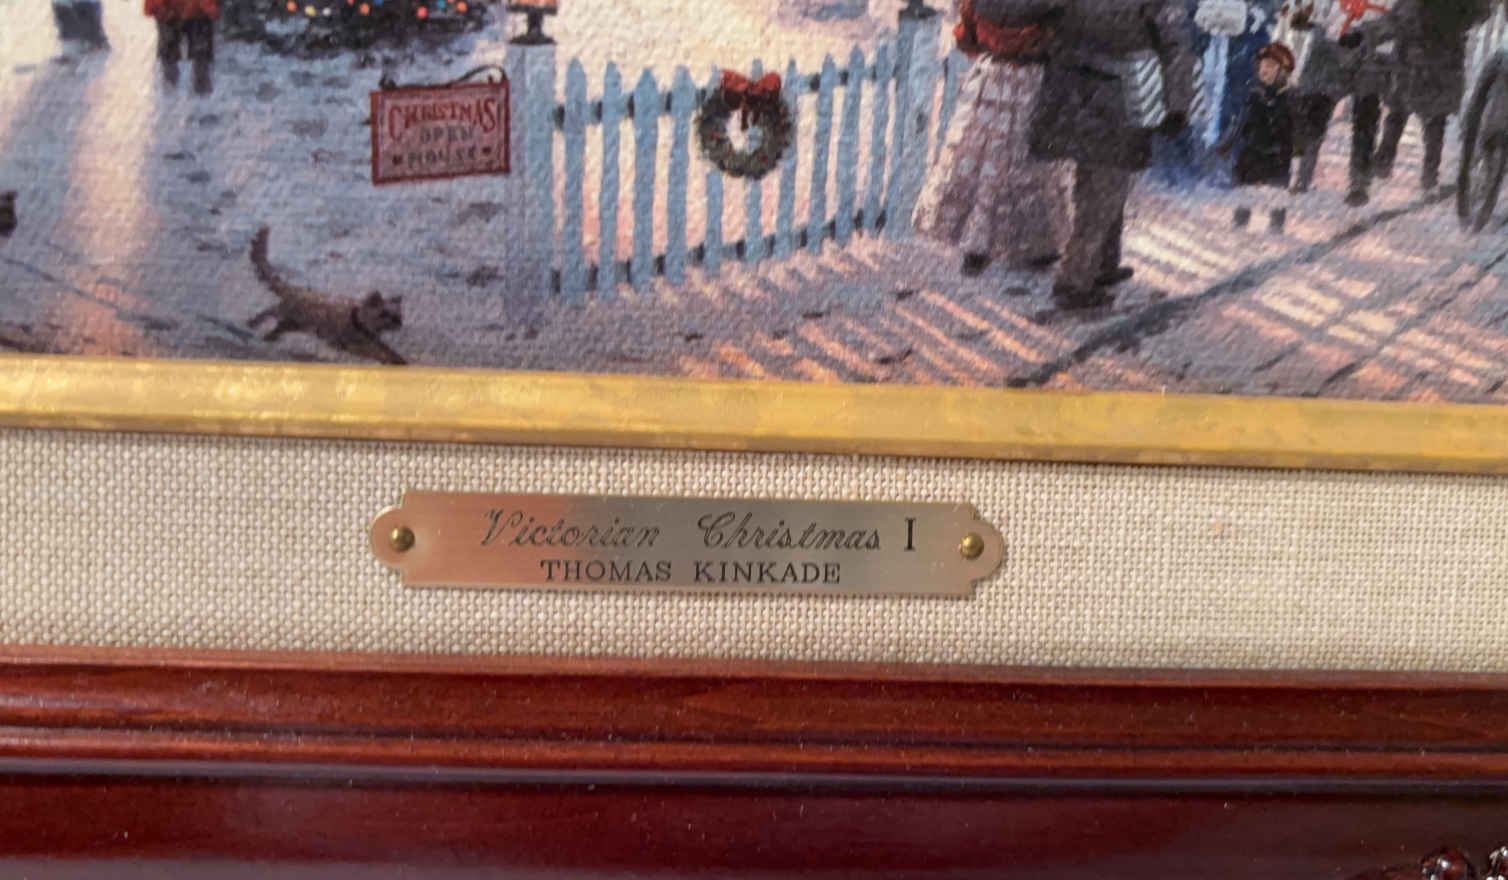 CHRISTMAS
OPEN
HOUSE
Victorian Christmas I
THOMAS KINKADE